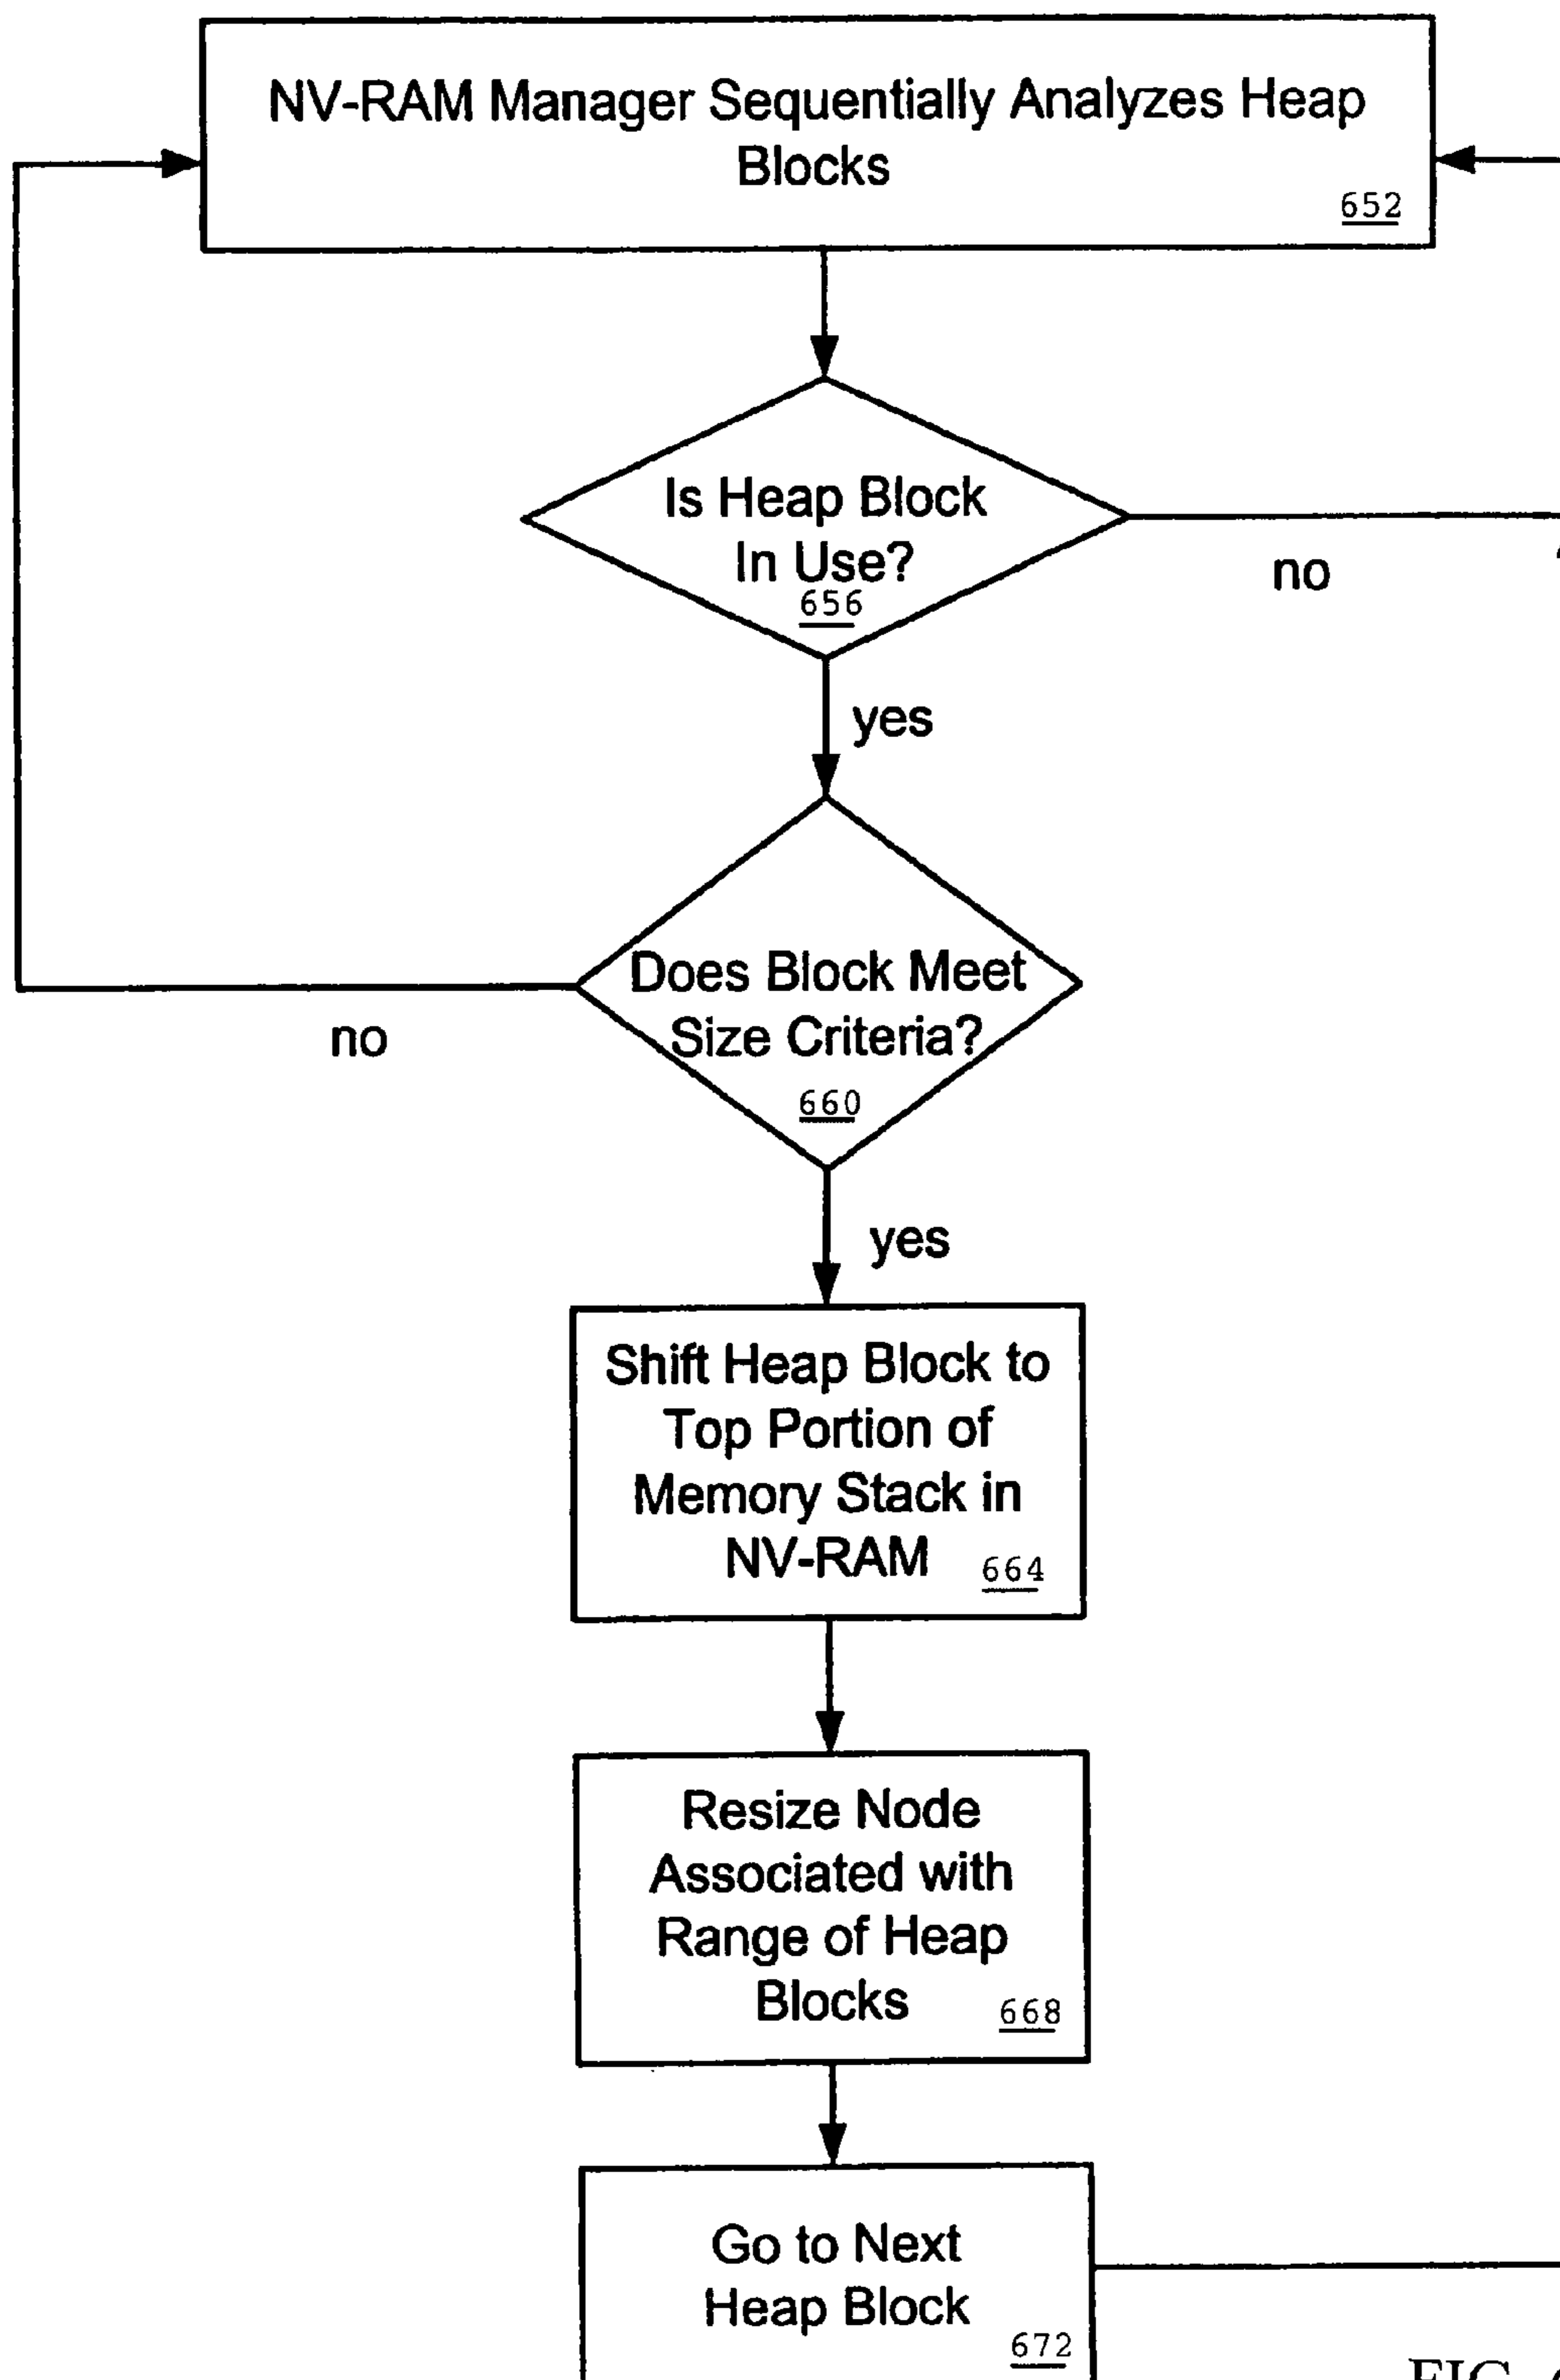 NV-RAM Manager Sequentially Analyzes Heap
Blocks
652
Is Heap Block
In Use?
656
no
yes
Does Block Meet
Size Criteria?
660
no
yes
Shift Heap Block to
Top Portion of
Memory Stack in
NV-RAM
664
Resize Node
Associated with
Range of Heap
Blocks
668
Go to Next
Heap Block
672
FIG.